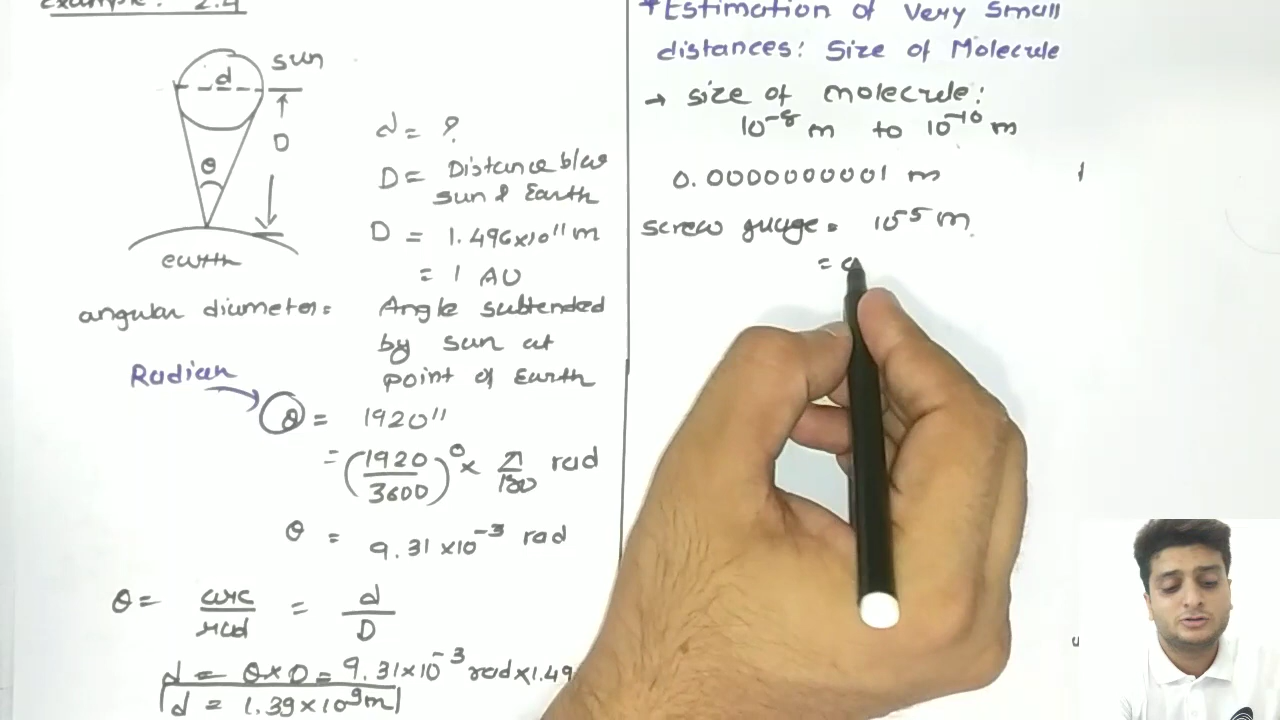 Example: 2.4
sun
d
D
θ
earth
d = ?
D = Distance b/w
sun & Earth
D = 1.496×10¹¹ m
= 1 AU
angular diameter = Angle subtended
by sun at
point of Earth
Radian
θ = 1920''
= (1920/3600)⁰ × π/180 rad
θ = 9.31×10⁻³ rad
θ = arc/rad = d/D
d = θ×D = 9.31×10⁻³ rad×1.49
d = 1.39×10⁹m
* Estimation of Very Small
distances: Size of Molecule
→ size of molecule:
10⁻⁸ m to 10⁻¹⁰ m
0.0000000001 m
screw guage = 10⁻⁵ m
= 0